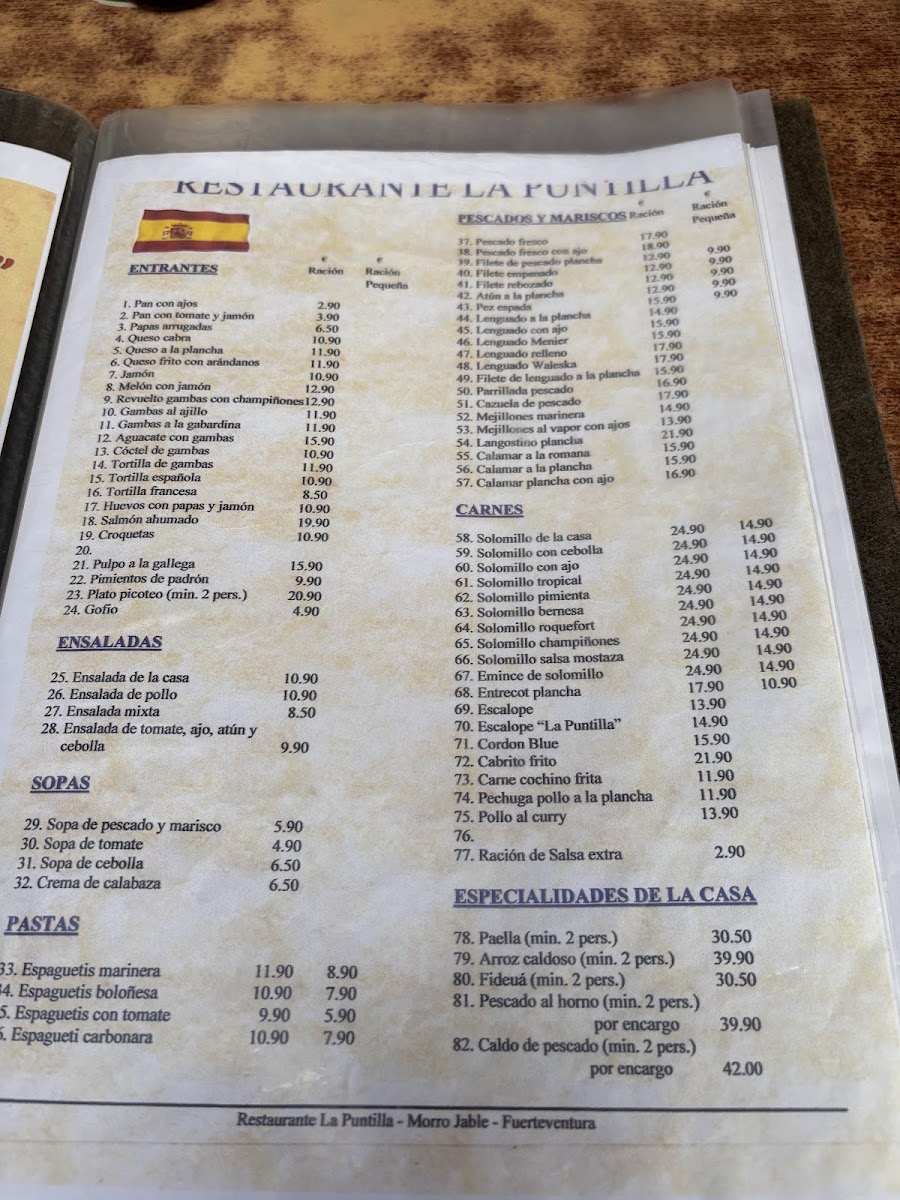 RESTAURANTE LA PUNTILLA
ENTRANTES
€ €
Ración Ración
Pequeña
1. Pan con ajos 2.90
2. Pan con tomate y jamón 3.90
3. Papas arrugadas 6.50
4. Queso cabra 10.90
5. Queso a la plancha 11.90
6. Queso frito con arándanos 11.90
7. Jamón 10.90
8. Melón con jamón 12.90
9. Revuelto gambas con champiñones 12.90
10. Gambas al ajillo 11.90
11. Gambas a la gabardina 11.90
12. Aguacate con gambas 15.90
13. Cóctel de gambas 10.90
14. Tortilla de gambas 11.90
15. Tortilla española 10.90
16. Tortilla francesa 8.50
17. Huevos con papas y jamón 10.90
18. Salmón ahumado 19.90
19. Croquetas 10.90
20.
21. Pulpo a la gallega 15.90
22. Pimientos de padrón 9.90
23. Plato picoteo (min. 2 pers.) 20.90
24. Gofio 4.90
ENSALADAS
25. Ensalada de la casa 10.90
26. Ensalada de pollo 10.90
27. Ensalada mixta 8.50
28. Ensalada de tomate, ajo, atún y
cebolla 9.90
SOPAS
29. Sopa de pescado y marisco 5.90
30. Sopa de tomate 4.90
31. Sopa de cebolla 6.50
32. Crema de calabaza 6.50
PASTAS
33. Espaguetis marinera 11.90 8.90
4. Espaguetis boloñesa 10.90 7.90
5. Espaguetis con tomate 9.90 5.90
. Espagueti carbonara 10.90 7.90
€ €
PESCADOS Y MARISCOS Ración Ración
Pequeña
37. Pescado fresco 17.90
38. Pescado fresco con ajo 18.90
39. Filete de pescado plancha 12.90 9.90
40. Filete empanado 12.90 9.90
41. Filete rebozado 12.90 9.90
42. Atún a la plancha 12.90 9.90
43. Pez espada 15.90 9.90
44. Lenguado a la plancha 14.90
45. Lenguado con ajo 15.90
46. Lenguado Menier 15.90
47. Lenguado relleno 17.90
48. Lenguado Waleska 17.90
49. Filete de lenguado a la plancha 15.90
50. Parrillada pescado 16.90
51. Cazuela de pescado 17.90
52. Mejillones marinera 14.90
53. Mejillones al vapor con ajos 13.90
54. Langostino plancha 21.90
55. Calamar a la romana 15.90
56. Calamar a la plancha 15.90
57. Calamar plancha con ajo 16.90
CARNES
58. Solomillo de la casa 24.90 14.90
59. Solomillo con cebolla 24.90 14.90
60. Solomillo con ajo 24.90 14.90
61. Solomillo tropical 24.90 14.90
62. Solomillo pimienta 24.90 14.90
63. Solomillo bernesa 24.90 14.90
64. Solomillo roquefort 24.90 14.90
65. Solomillo champiñones 24.90 14.90
66. Solomillo salsa mostaza 24.90 14.90
67. Emince de solomillo 24.90 14.90
68. Entrecot plancha 17.90 10.90
69. Escalope 13.90
70. Escalope “La Puntilla” 14.90
71. Cordon Blue 15.90
72. Cabrito frito 21.90
73. Carne cochino frita 11.90
74. Pechuga pollo a la plancha 11.90
75. Pollo al curry 13.90
76.
77. Ración de Salsa extra 2.90
ESPECIALIDADES DE LA CASA
78. Paella (min. 2 pers.) 30.50
79. Arroz caldoso (min. 2 pers.) 39.90
80. Fideuá (min. 2 pers.) 30.50
81. Pescado al horno (min. 2 pers.)
por encargo 39.90
82. Caldo de pescado (min. 2 pers.)
por encargo 42.00
Restaurante La Puntilla - Morro Jable - Fuerteventura